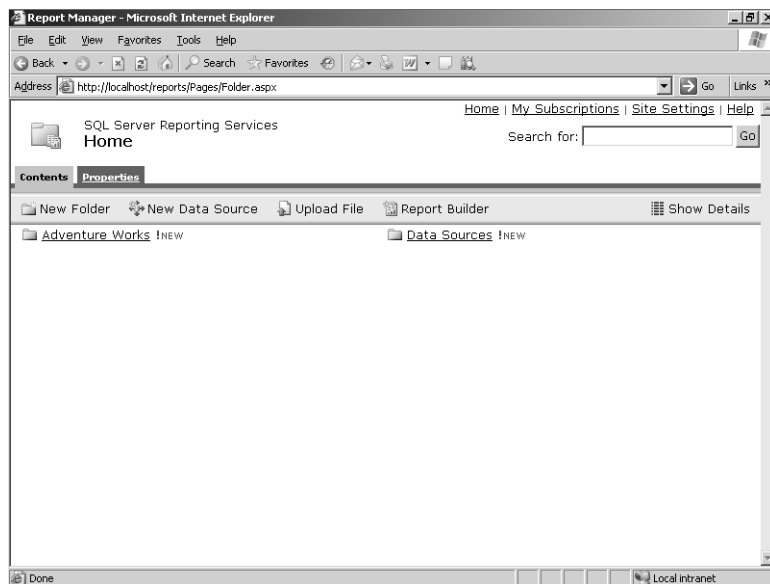 Report Manager - Microsoft Internet Explorer
File Edit View Favorites Tools Help
Back Search Favorites
Address http://localhost/reports/Pages/Folder.aspx Go Links »
Home | My Subscriptions | Site Settings | Help
SQL Server Reporting Services
Home
Search for: Go
Contents Properties
New Folder New Data Source Upload File Report Builder Show Details
Adventure Works !NEW Data Sources !NEW
Done Local intranet